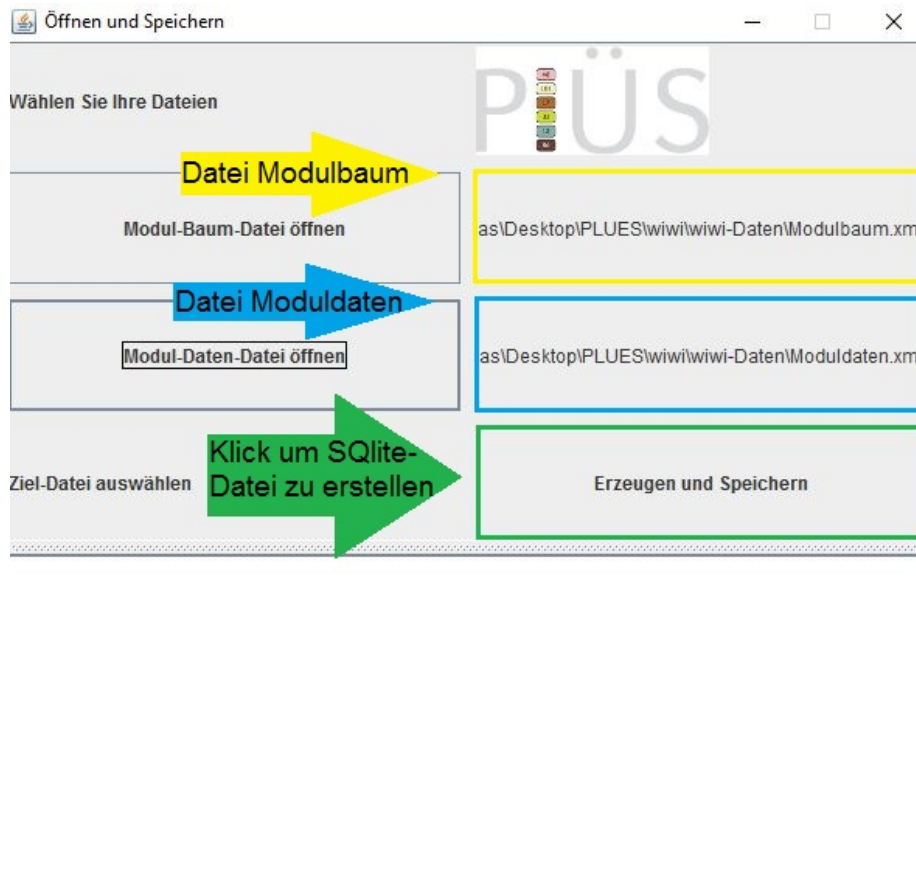 Öffnen und Speichern
Wählen Sie Ihre Dateien
PLÜS
Datei Modulbaum
Modul-Baum-Datei öffnen
as\Desktop\PLUES\wiwi\wiwi-Daten\Modulbaum.xm
Datei Moduldaten
Modul-Daten-Datei öffnen
as\Desktop\PLUES\wiwi\wiwi-Daten\Moduldaten.xm
Klick um SQlite-
Datei zu erstellen
Ziel-Datei auswählen
Erzeugen und Speichern